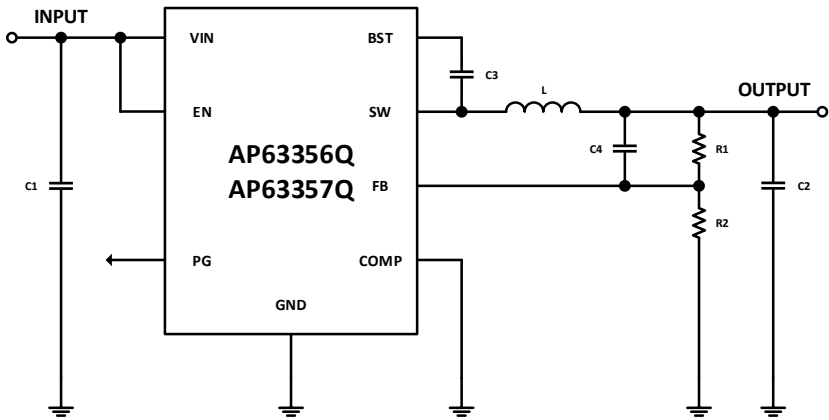 INPUT
VIN
BST
C3
L
OUTPUT
EN
SW
AP63356Q
AP63357Q
C4
R1
C1
FB
C2
R2
PG
COMP
GND